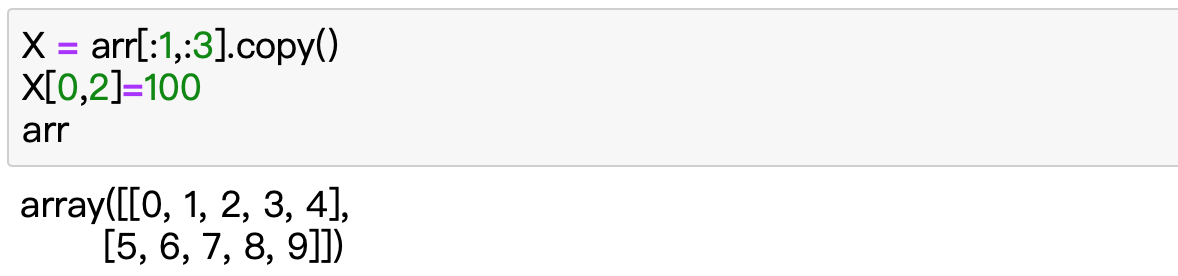 X = arr[:1,:3].copy()
X[0,2]=100
arr
array([[0, 1, 2, 3, 4],
[5, 6, 7, 8, 9]])